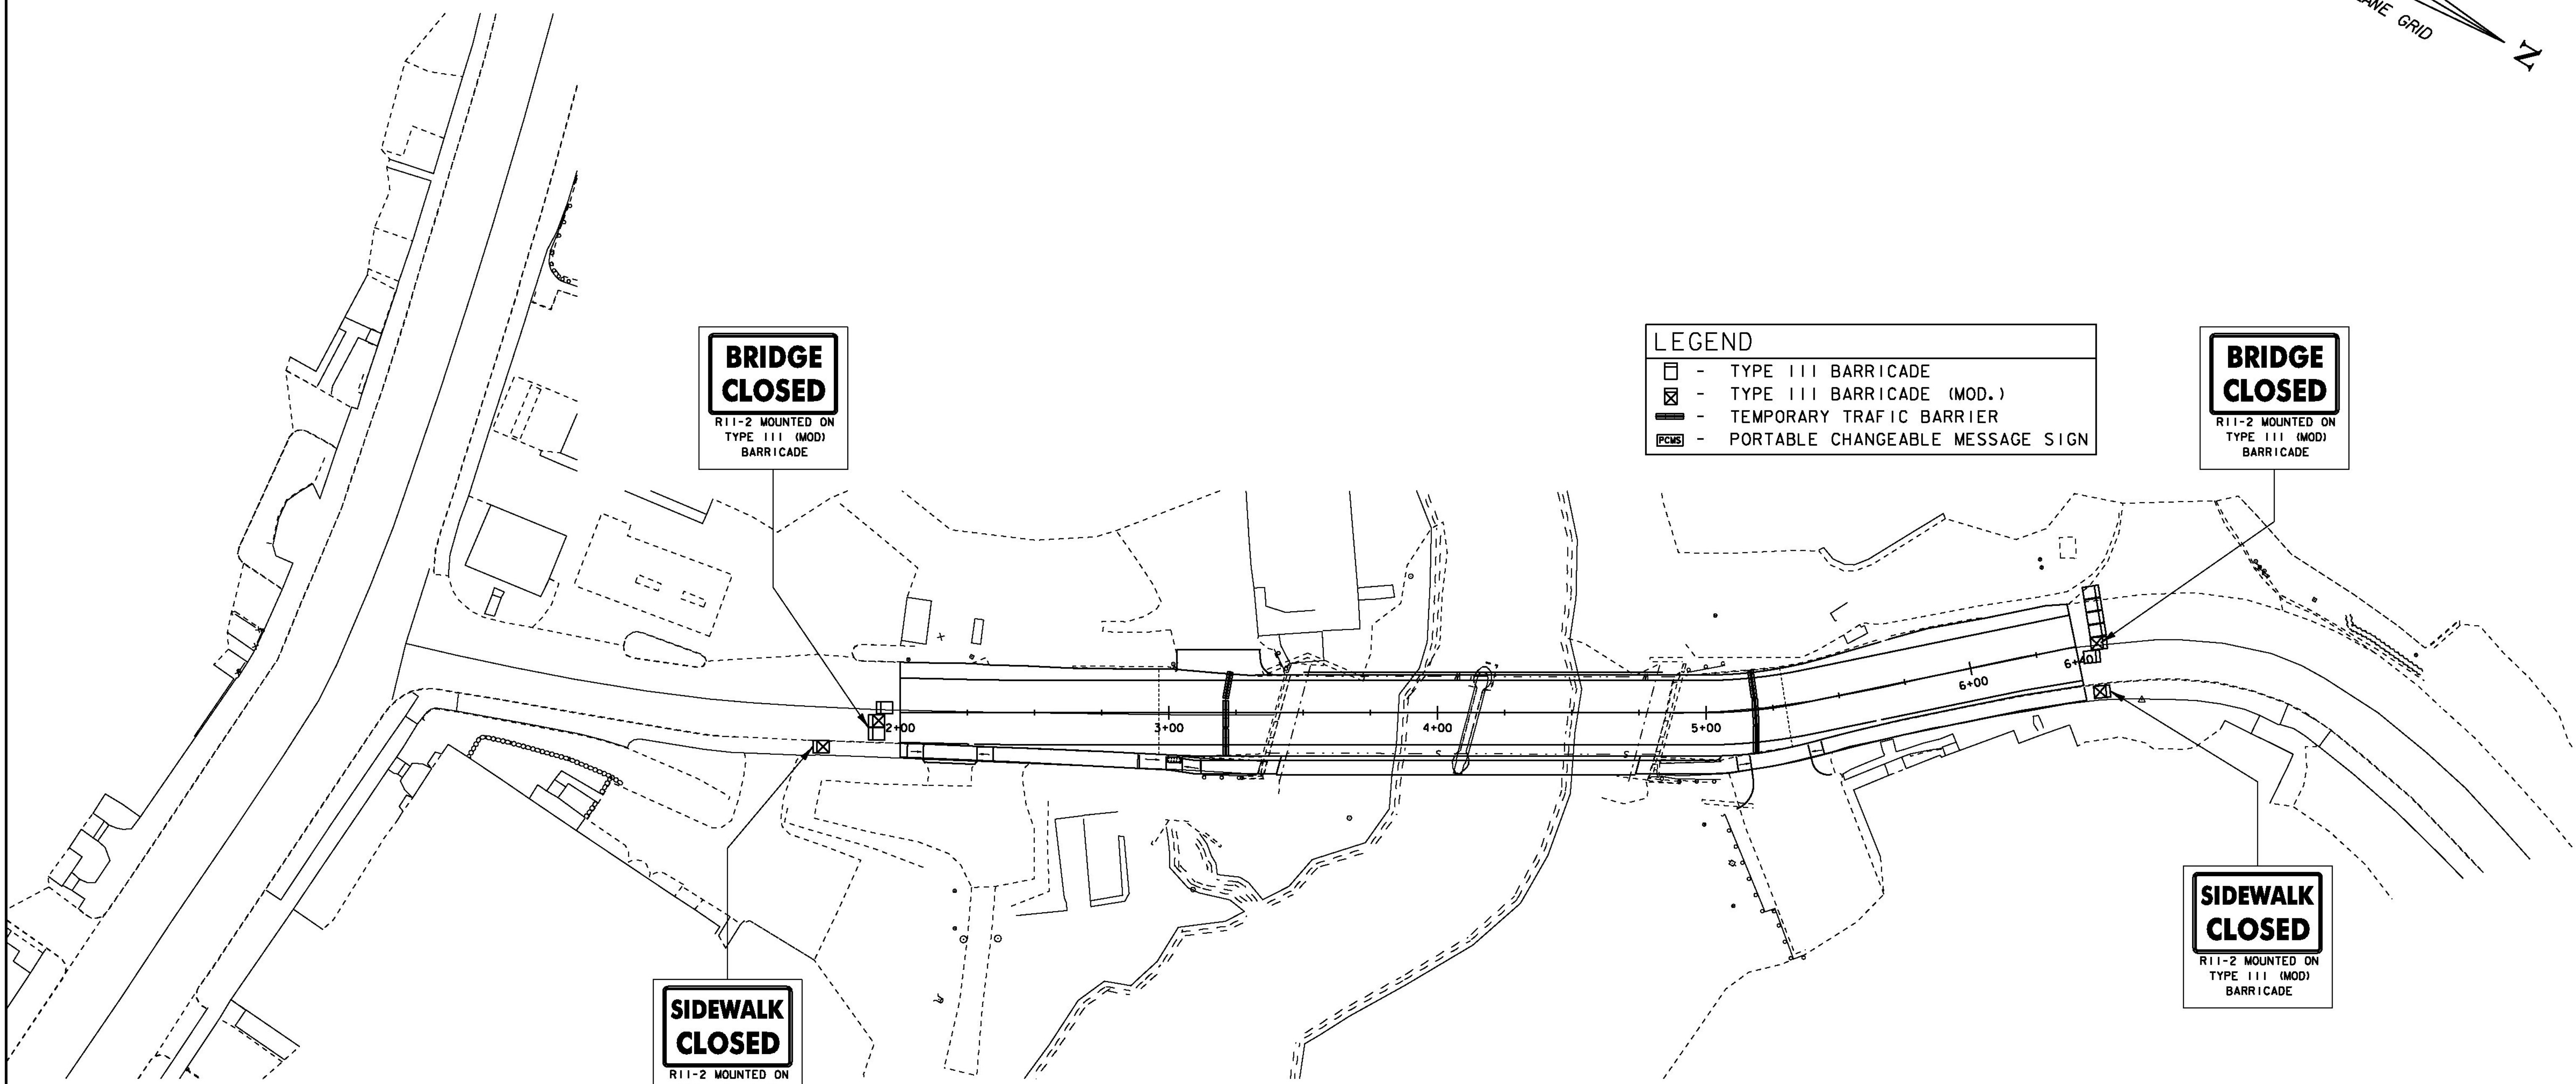 LANE GRID
N
BRIDGE
CLOSED
R11-2 MOUNTED ON
TYPE III (MOD)
BARRICADE
LEGEND
- TYPE III BARRICADE
- TYPE III BARRICADE (MOD.)
- TEMPORARY TRAFIC BARRIER
PCMS - PORTABLE CHANGEABLE MESSAGE SIGN
BRIDGE
CLOSED
R11-2 MOUNTED ON
TYPE III (MOD)
BARRICADE
2+00
3+00
4+00
5+00
6+00
6+40
S
S
SIDEWALK
CLOSED
R11-2 MOUNTED ON
SIDEWALK
CLOSED
R11-2 MOUNTED ON
TYPE III (MOD)
BARRICADE